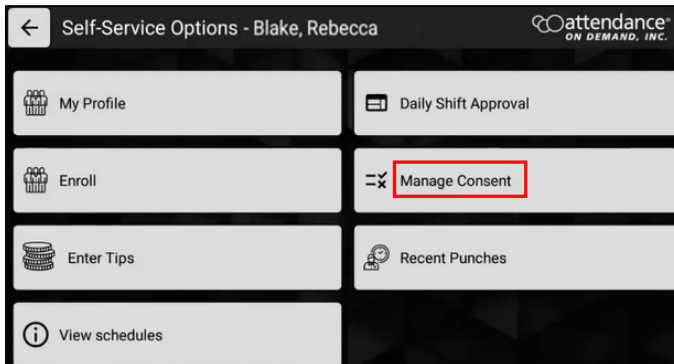 Self-Service Options - Blake, Rebecca
attendance®
ON DEMAND, INC.
My Profile
Daily Shift Approval
Enroll
Manage Consent
Enter Tips
Recent Punches
View schedules